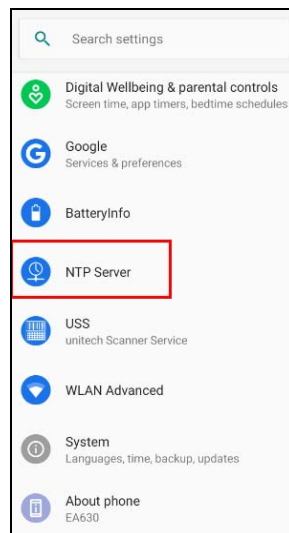 Search settings
Digital Wellbeing & parental controls
Screen time, app timers, bedtime schedules
Google
Services & preferences
BatteryInfo
NTP Server
USS
unitech Scanner Service
WLAN Advanced
System
Languages, time, backup, updates
About phone
EA630